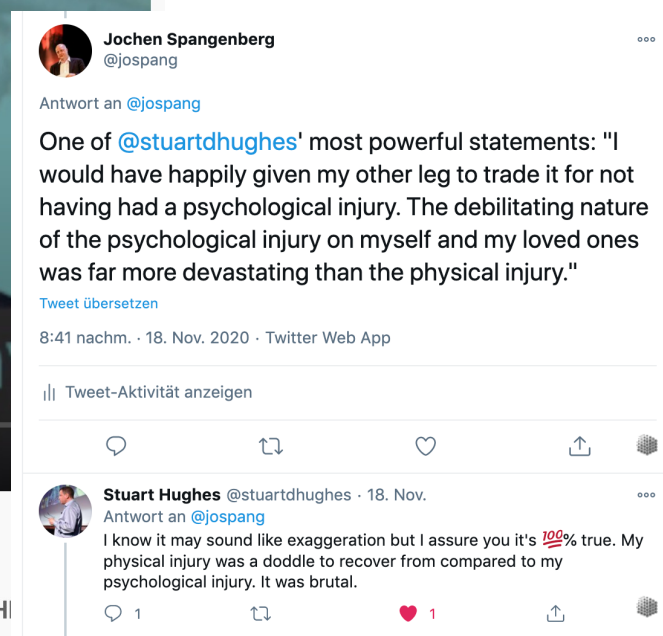 Jochen Spangenberg
@jospang
Antwort an @jospang
One of @stuartdhughes' most powerful statements: "I
would have happily given my other leg to trade it for not
having had a psychological injury. The debilitating nature
of the psychological injury on myself and my loved ones
was far more devastating than the physical injury."
Tweet übersetzen
8:41 nachm. · 18. Nov. 2020 · Twitter Web App
Tweet-Aktivität anzeigen
Stuart Hughes @stuartdhughes · 18. Nov.
Antwort an @jospang
I know it may sound like exaggeration but I assure you it's 💯% true. My
physical injury was a doddle to recover from compared to my
psychological injury. It was brutal.
1 1